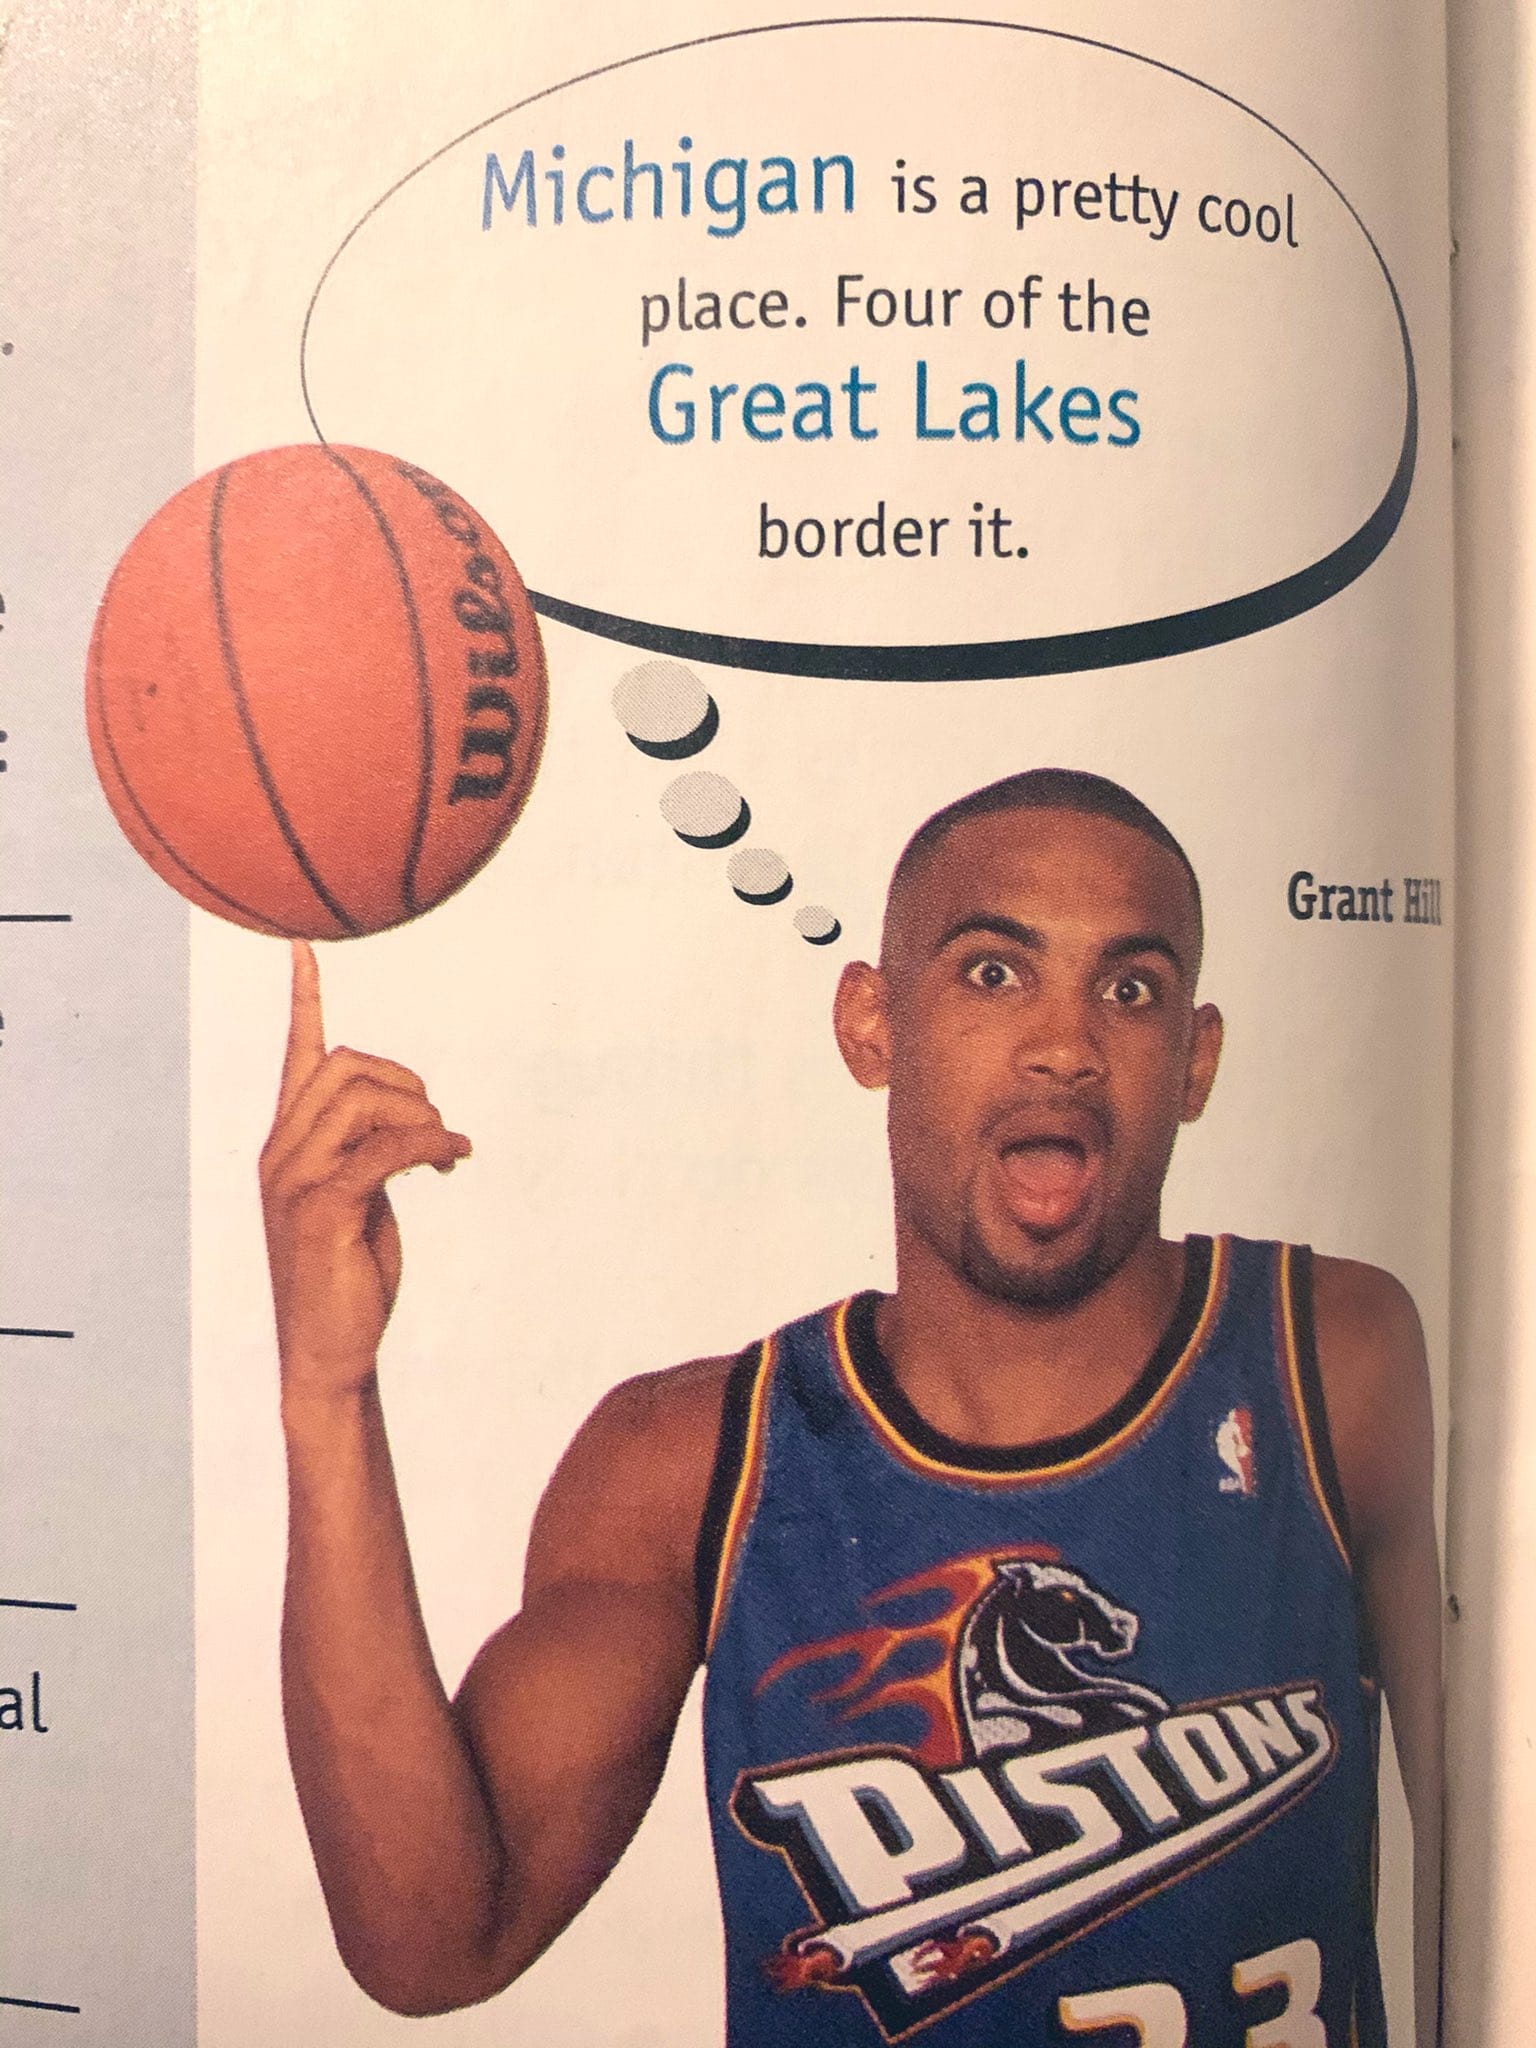 Michigan is a pretty cool
place. Four of the
Great Lakes
border it.
Wilson
Grant Hill
al
PISTONS
33